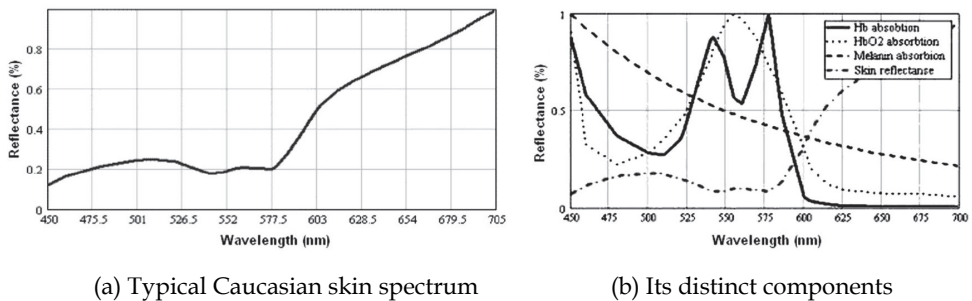 Reflectance (%)
0.8
0.6
0.4
0.2
0
450 475.5 501 526.5 552 577.5 603 628.5 654 679.5 705
Wavelength (nm)
(a) Typical Caucasian skin spectrum
Reflectance (%)
1
0.5
0
Hb absobtion
HbO2 absorbtion
Melanin absorbion
Skin reflectanse
450 475 500 525 550 575 600 625 650 675 700
Wavelength (nm)
(b) Its distinct components